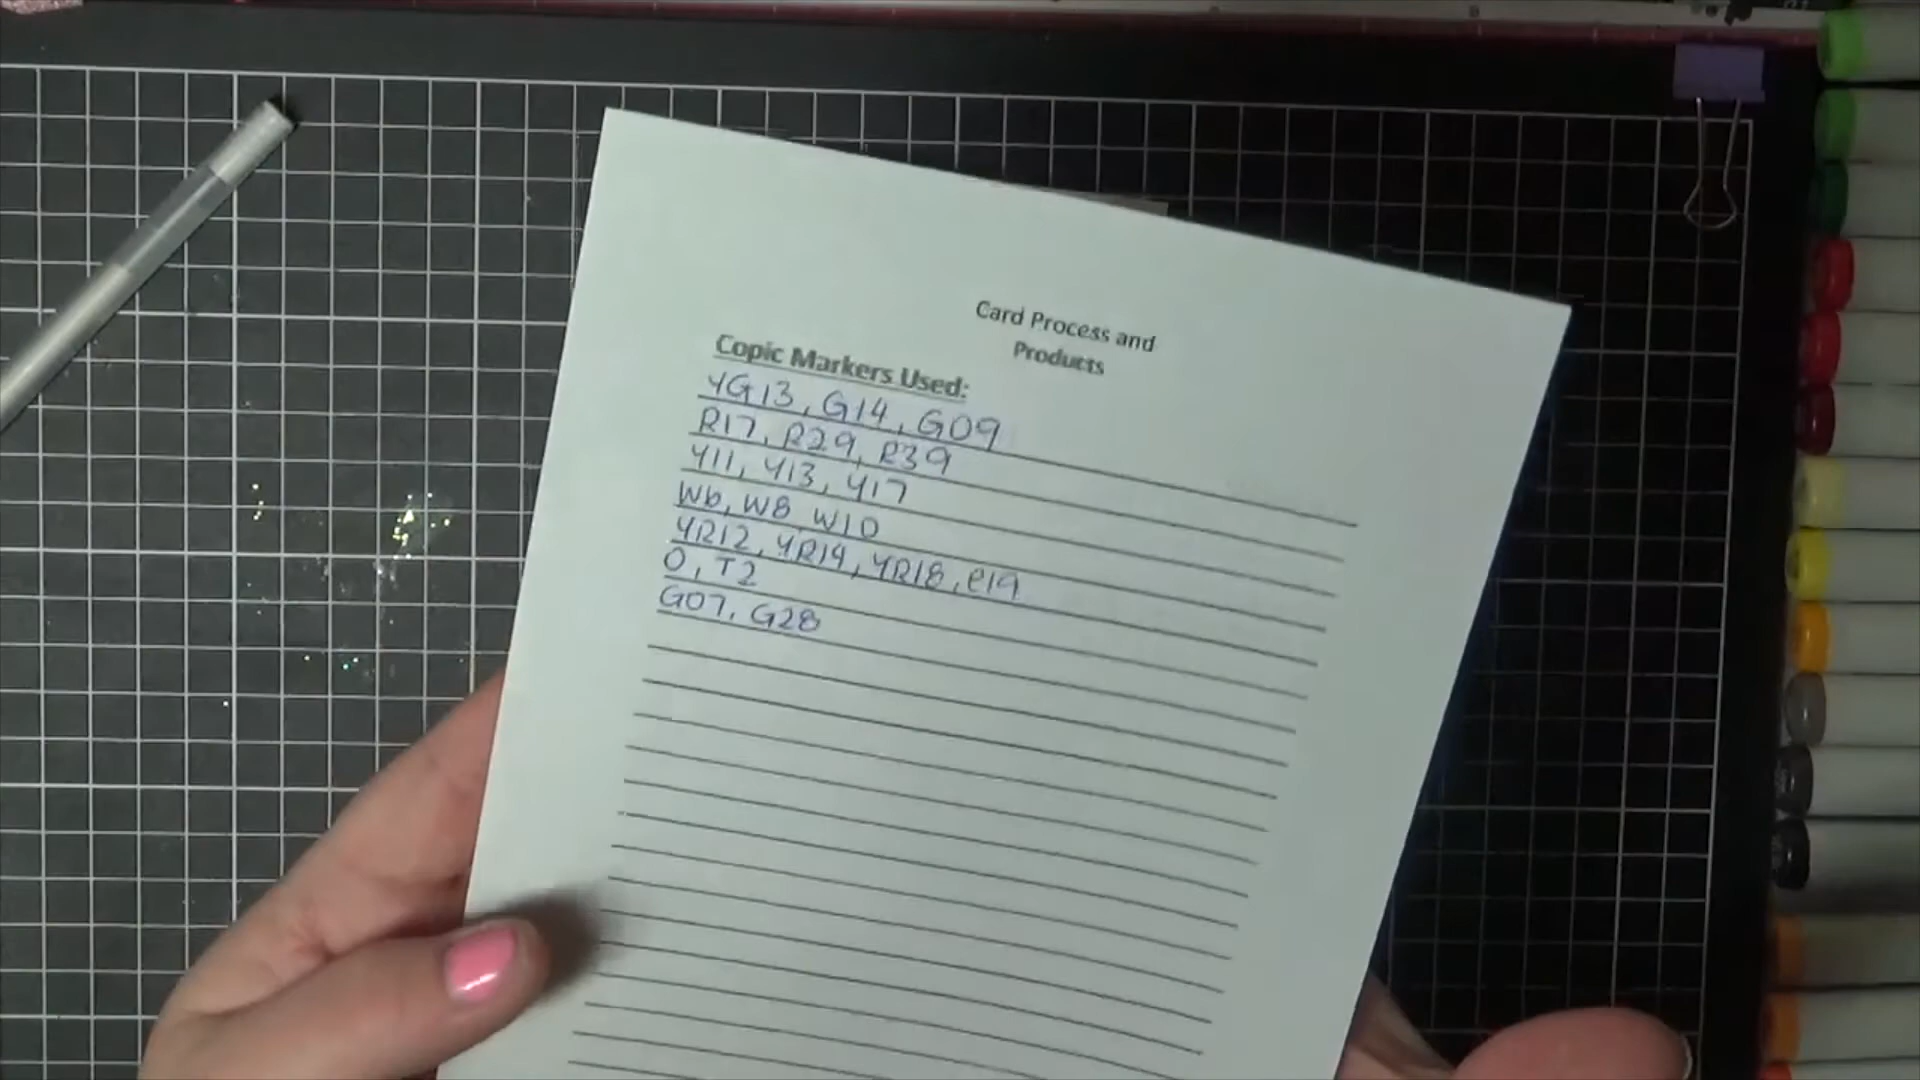 Card Process and
Products
Copic Markers Used:
YG13, G14, G09
R17, R29, R39
Y11, Y13, Y17
W6, W8, W10
YR12, YR14, YR18, e19
0, T2
G07, G28